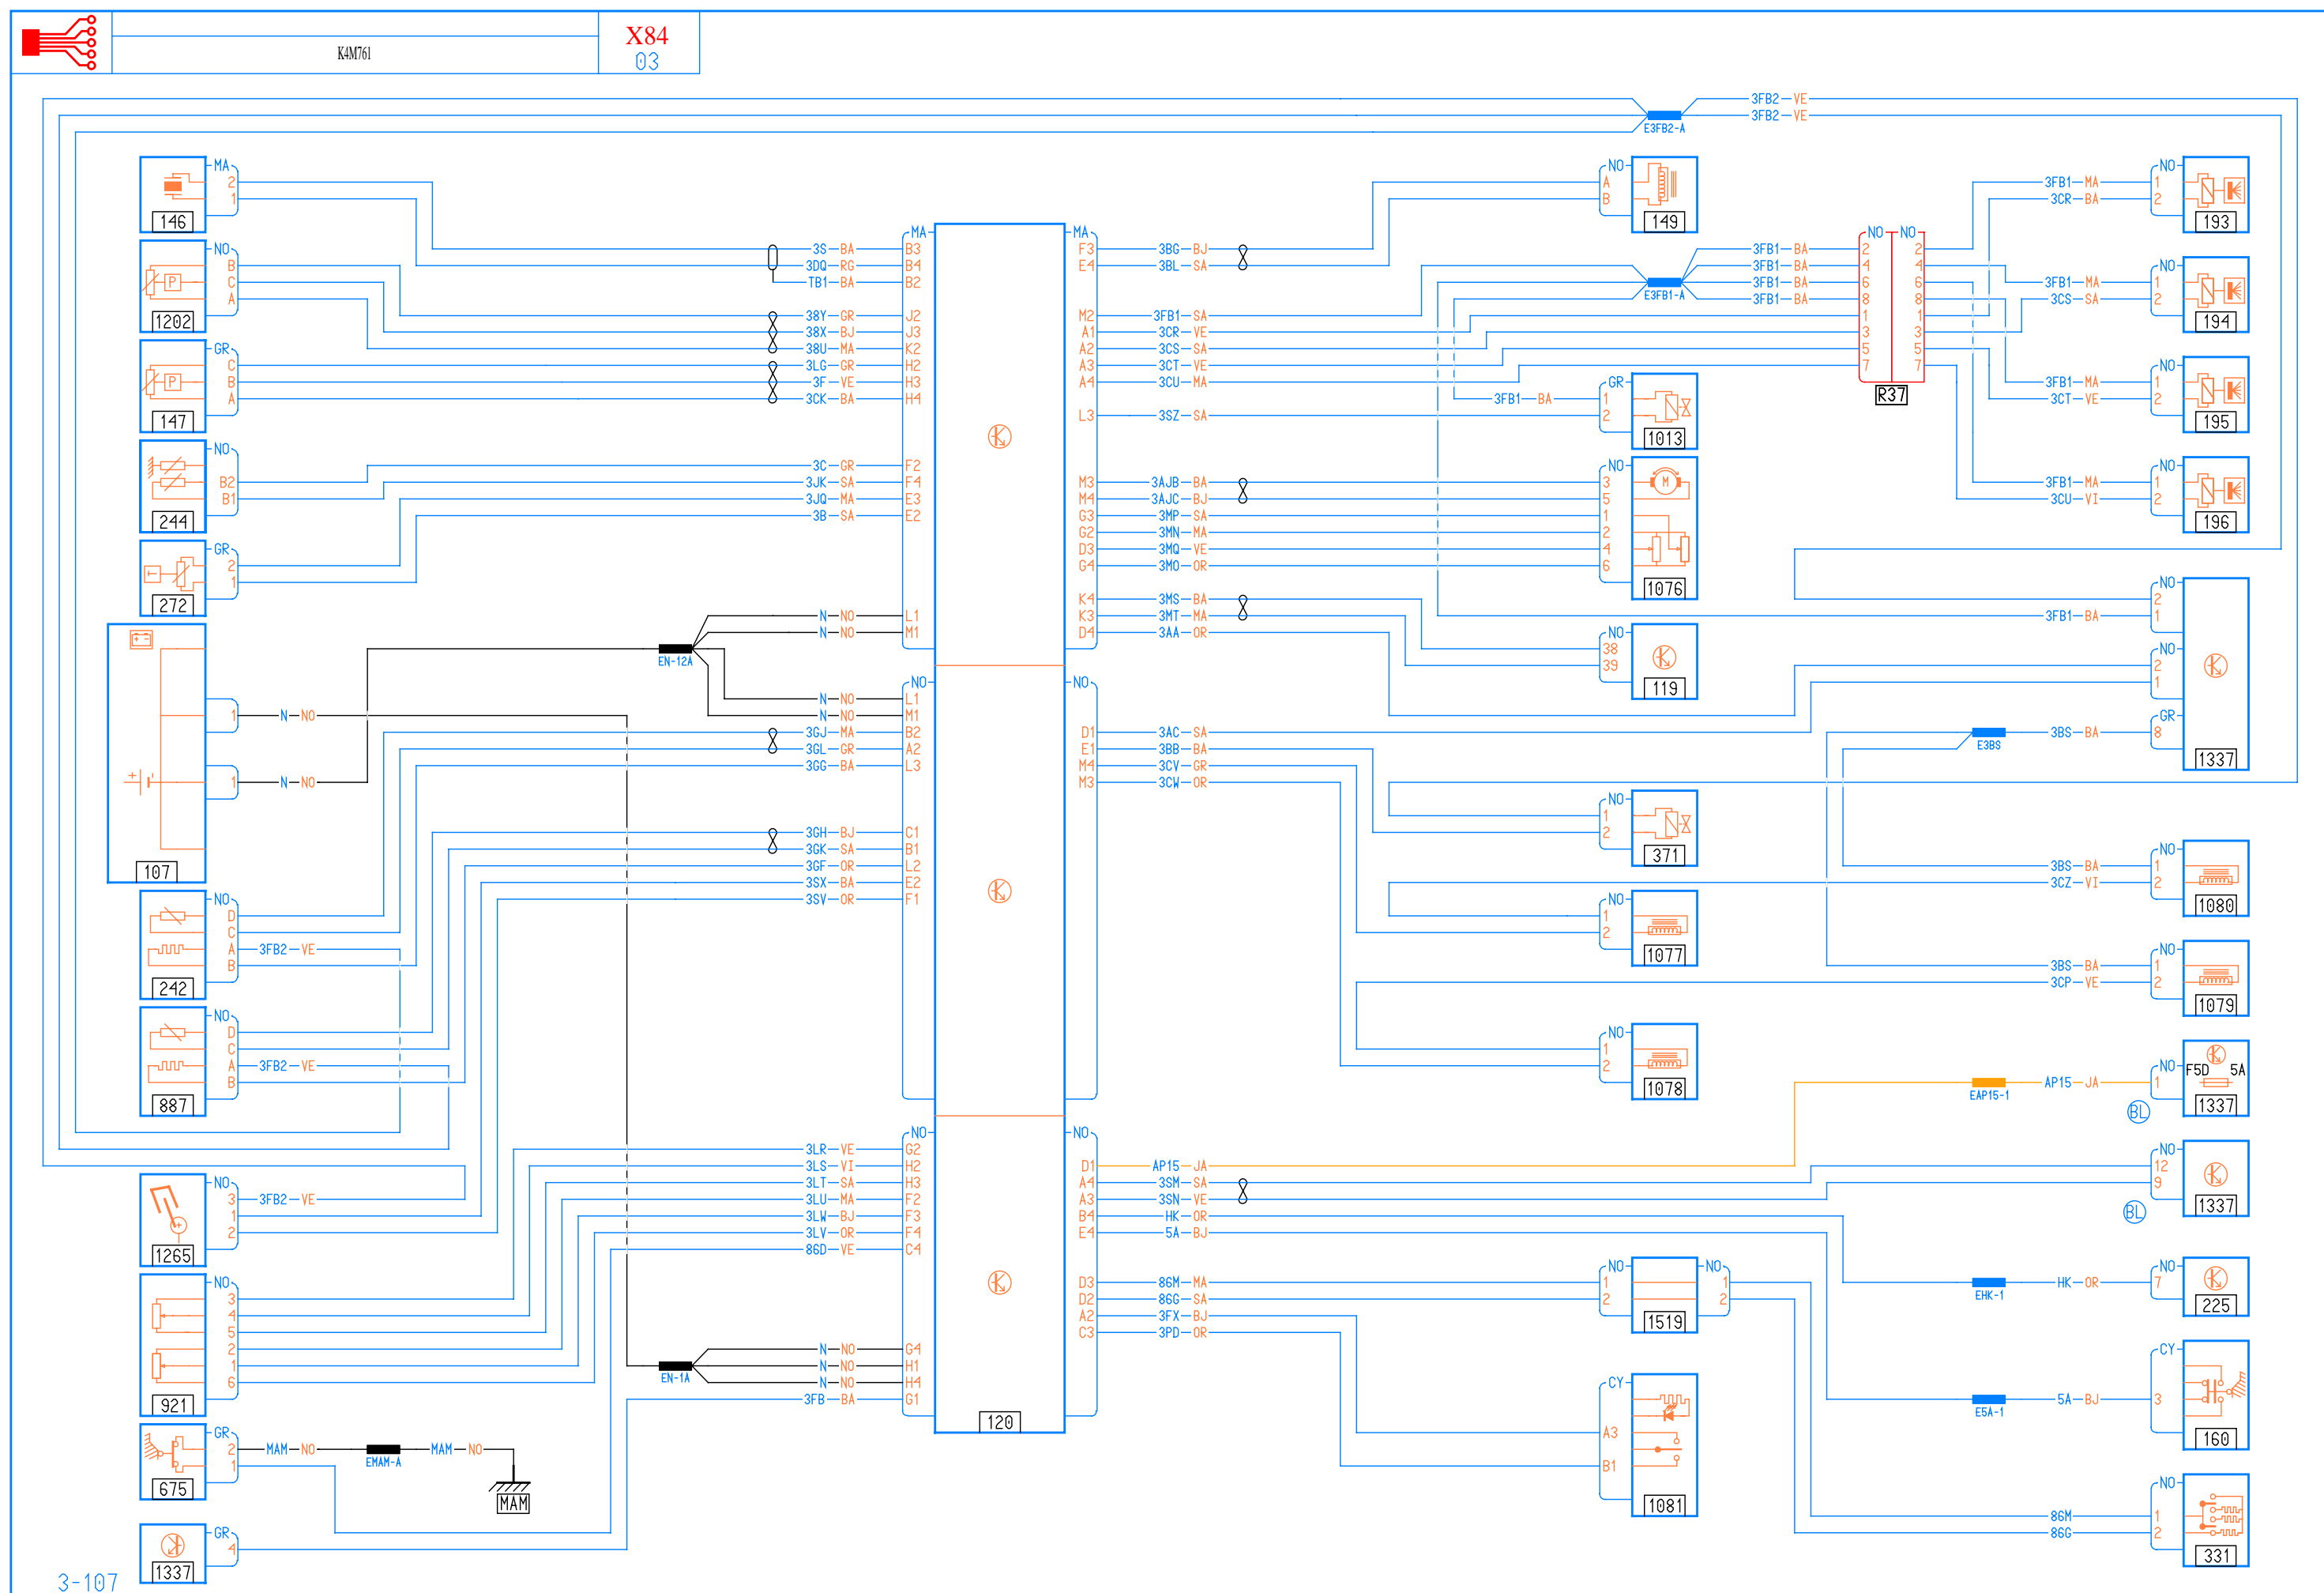 K4M761
X84
03
E3FB2-A
3FB2 VE
3FB2 VE
MA
2
1
146
NO
B
C
A
P
1202
GR
C
B
A
P
147
NO
B2
B1
244
GR
2
1
T
272
1 N NO
1 N NO
+ -
107
NO
D
C
A 3FB2 VE
B
242
NO
D
C
A 3FB2 VE
B
887
NO
3 3FB2 VE
1
2
1265
NO
3
4
5
2
1
6
921
GR
2 MAM NO EMAM-A MAM NO
1
MAM
675
GR
4
1337
MA
3S BA B3
3DQ RG B4
TB1 BA B2
38Y GR J2
38X BJ J3
38U MA K2
3LG GR H2
3F VE H3
3CK BA H4
3C GR F2
3JK SA F4
3JQ MA E3
3B SA E2
EN-12A
N NO L1
N NO M1
NO
N NO L1
N NO M1
3GJ MA B2
3GL GR A2
3GG BA L3
3GH BJ C1
3GK SA B1
3GF OR L2
3SX BA E2
3SV OR F1
NO
3LR VE G2
3LS VI H2
3LT SA H3
3LU MA F2
3LW BJ F3
3LV OR F4
86D VE C4
EN-1A
N NO G4
N NO H1
N NO H4
3FB BA G1
120
MA
F3 3BG BJ
E4 3BL SA
M2 3FB1 SA
A1 3CR VE
A2 3CS SA
A3 3CT VE
A4 3CU MA
L3 3SZ SA
M3 3AJB BA
M4 3AJC BJ
G3 3MP SA
G2 3MN MA
D3 3MQ VE
G4 3MO OR
K4 3MS BA
K3 3MT MA
D4 3AA OR
NO
D1 3AC SA
E1 3BB BA
M4 3CV GR
M3 3CW OR
NO
D1 AP15 JA
A4 3SM SA
A3 3SN VE
B4 HK OR
E4 5A BJ
D3 86M MA
D2 86G SA
A2 3FX BJ
C3 3PD OR
NO
A
B
149
E3FB1-A
3FB1 BA
3FB1 BA
3FB1 BA
3FB1 BA
NO NO
2 2
4 4
6 6
8 8
1 1
3 3
5 5
7 7
R37
GR
3FB1 BA 1
2
1013
NO
3
5
1
2
4
6
M
1076
NO
38
39
119
NO
1
2
371
NO
1
2
1077
NO
1
2
1078
NO NO
1 1
2 2
1519
CY
A3
B1
1081
NO
3FB1 MA 1
3CR BA 2
193
NO
3FB1 MA 1
3CS SA 2
194
NO
3FB1 MA 1
3CT VE 2
195
NO
3FB1 MA 1
3CU VI 2
196
NO
2
3FB1 BA 1
NO
2
1
GR
E3BS 3BS BA 8
1337
NO
3BS BA 1
3CZ VI 2
1080
NO
3BS BA 1
3CP VE 2
1079
NO
F5D 5A
EAP15-1 AP15 JA 1
BL
1337
NO
12
9
BL
1337
NO
EHK-1 HK OR 7
225
CY
E5A-1 5A BJ 3
160
NO
86M 1
86G 2
331
3-107